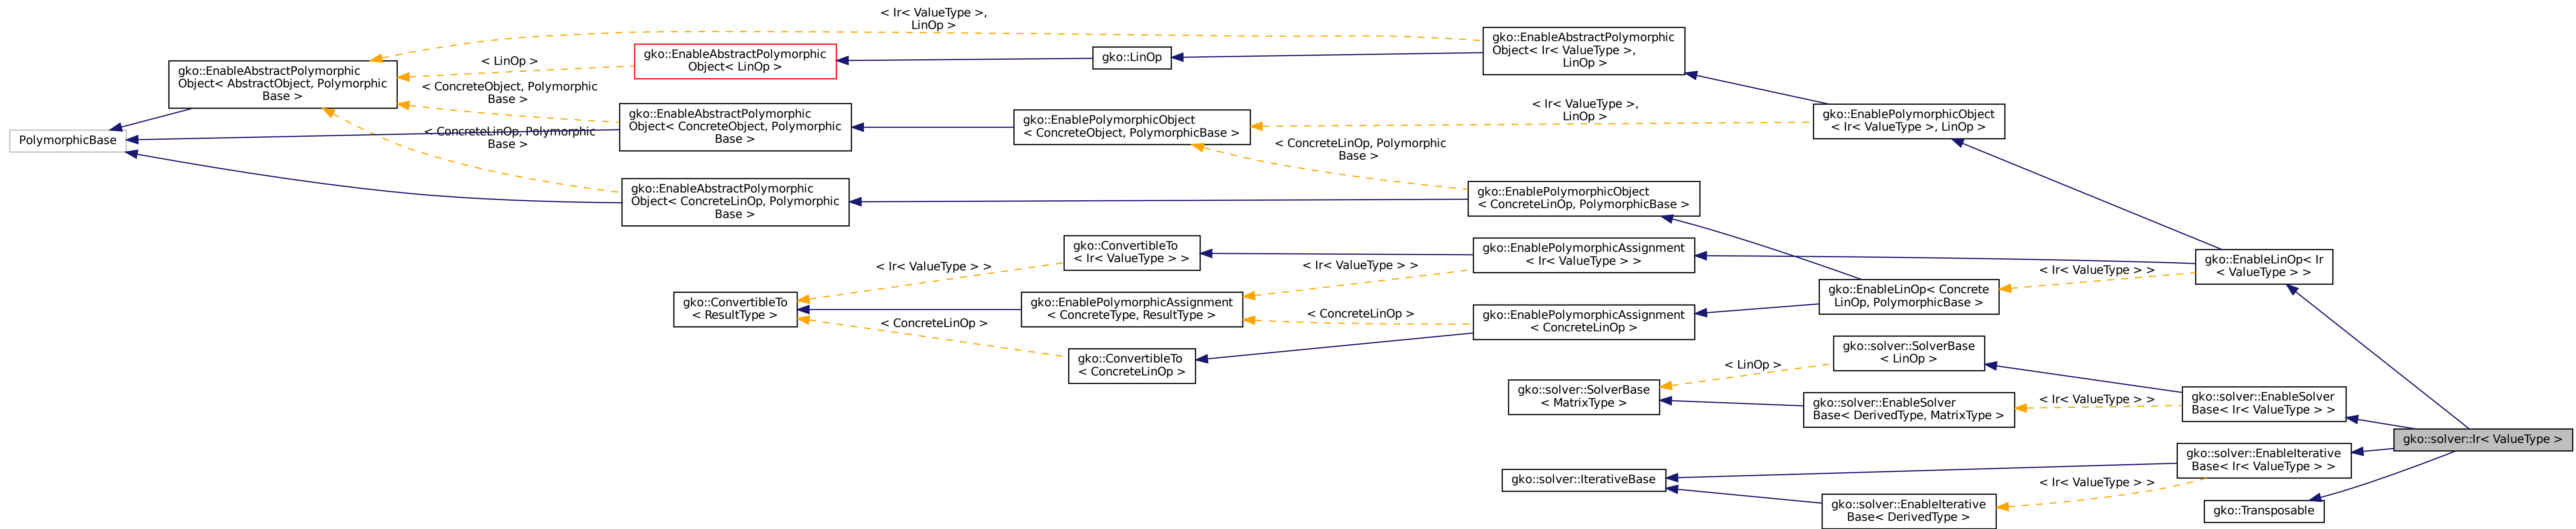 < Ir< ValueType >,
LinOp >
gko::EnableAbstractPolymorphic
Object< Ir< ValueType >,
LinOp >
gko::EnableAbstractPolymorphic
Object< LinOp >
gko::LinOp
< LinOp >
gko::EnableAbstractPolymorphic
Object< AbstractObject, Polymorphic
Base >
< ConcreteObject, Polymorphic
Base >
< Ir< ValueType >,
LinOp >
gko::EnablePolymorphicObject
< Ir< ValueType >, LinOp >
gko::EnableAbstractPolymorphic
Object< ConcreteObject, Polymorphic
Base >
gko::EnablePolymorphicObject
< ConcreteObject, PolymorphicBase >
PolymorphicBase
< ConcreteLinOp, Polymorphic
Base >
< ConcreteLinOp, Polymorphic
Base >
gko::EnableAbstractPolymorphic
Object< ConcreteLinOp, Polymorphic
Base >
gko::EnablePolymorphicObject
< ConcreteLinOp, PolymorphicBase >
gko::ConvertibleTo
< Ir< ValueType > >
gko::EnablePolymorphicAssignment
< Ir< ValueType > >
gko::EnableLinOp< Ir
< ValueType > >
< Ir< ValueType > >
< Ir< ValueType > >
< Ir< ValueType > >
gko::ConvertibleTo
< ResultType >
gko::EnablePolymorphicAssignment
< ConcreteType, ResultType >
gko::EnableLinOp< Concrete
LinOp, PolymorphicBase >
< ConcreteLinOp >
< ConcreteLinOp >
gko::EnablePolymorphicAssignment
< ConcreteLinOp >
gko::ConvertibleTo
< ConcreteLinOp >
gko::solver::SolverBase
< LinOp >
< LinOp >
gko::solver::SolverBase
< MatrixType >
gko::solver::EnableSolver
Base< DerivedType, MatrixType >
< Ir< ValueType > >
gko::solver::EnableSolver
Base< Ir< ValueType > >
gko::solver::Ir< ValueType >
gko::solver::EnableIterative
Base< Ir< ValueType > >
gko::solver::IterativeBase
< Ir< ValueType > >
gko::solver::EnableIterative
Base< DerivedType >
gko::Transposable